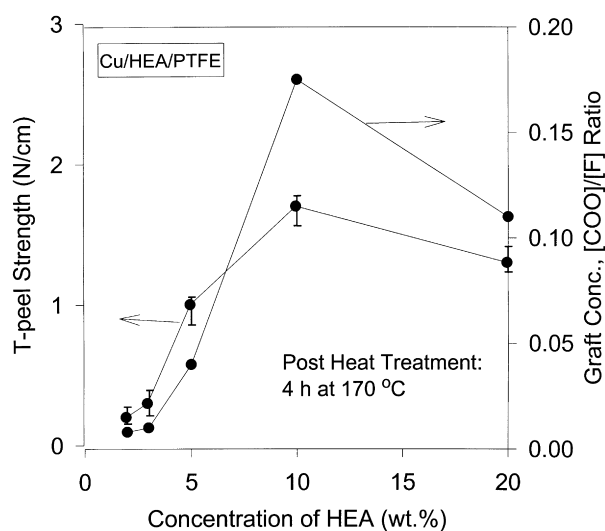 3
0.20
Cu/HEA/PTFE
T-peel Strength (N/cm)
2
0.15
Graft Conc., [COO]/[F] Ratio
0.10
1
0.05
Post Heat Treatment:
4 h at 170 °C
0
0.00
0 5 10 15 20
Concentration of HEA (wt.%)